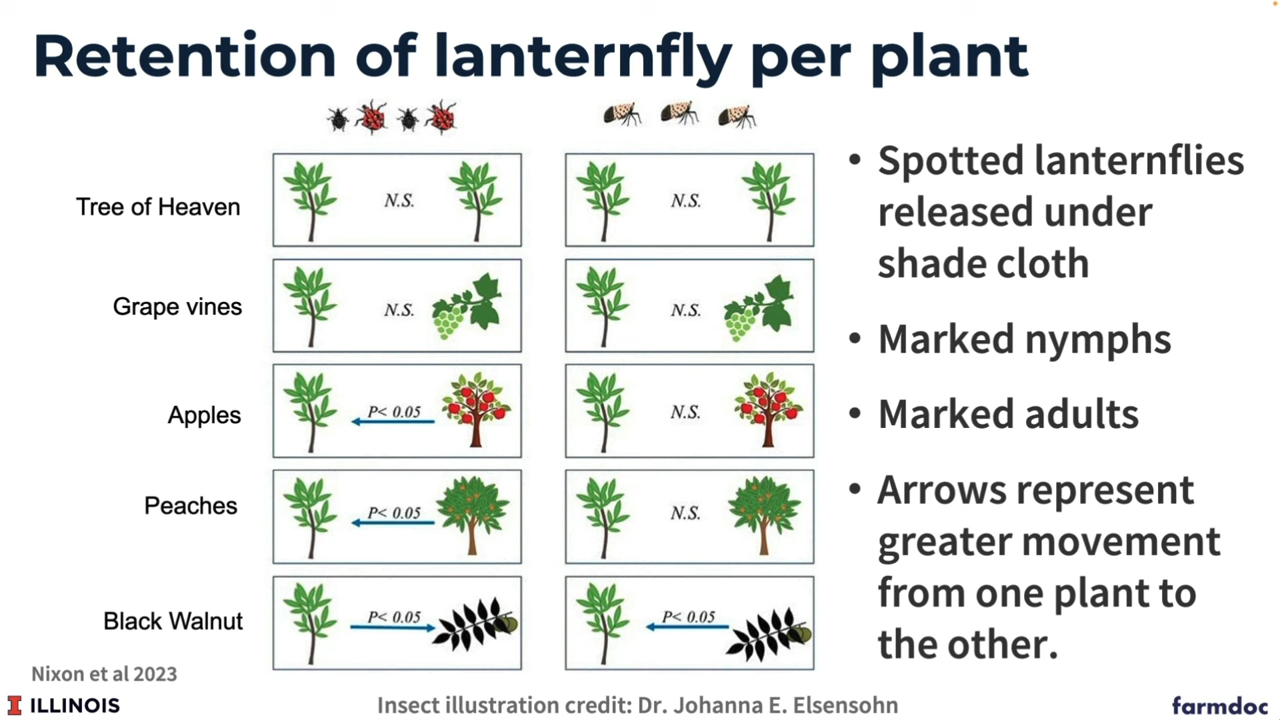 Retention of lanternfly per plant
Tree of Heaven
N.S.
N.S.
Grape vines
N.S.
N.S.
Apples
P< 0.05
N.S.
Peaches
P< 0.05
N.S.
Black Walnut
P< 0.05
P< 0.05
• Spotted lanternflies
released under
shade cloth
• Marked nymphs
• Marked adults
• Arrows represent
greater movement
from one plant to
the other.
Nixon et al 2023
I ILLINOIS
Insect illustration credit: Dr. Johanna E. Elsensohn
farmdoc